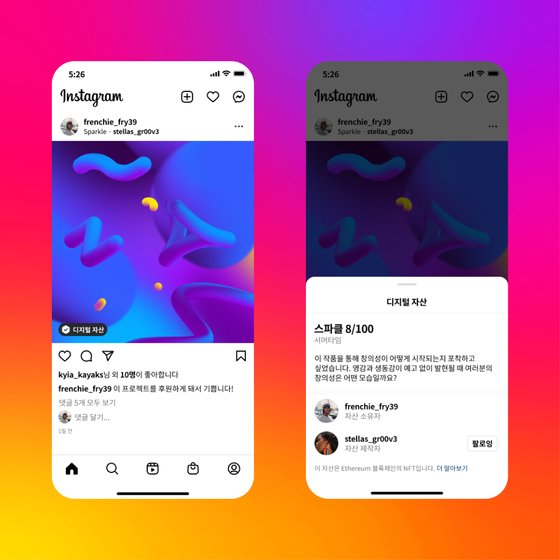 5:26
Instagram
frenchie_fry39
Sparkle · stellas_gr00v3
디지털 자산
kyia_kayaks님 외 10명이 좋아합니다
frenchie_fry39 이 프로젝트를 후원하게 돼서 기쁩니다!
댓글 5개 모두 보기
댓글 달기...
1일 전
5:26
Instagram
frenchie_fry39
Sparkle · stellas_gr00v3
디지털 자산
스파클 8/100
서머타임
이 작품을 통해 창의성이 어떻게 시작되는지 포착하고
싶었습니다. 영감과 생동감이 예고 없이 발현될 때 여러분의
창의성은 어떤 모습일까요?
frenchie_fry39
자산 소유자
stellas_gr00v3
자산 제작자
팔로잉
이 자산은 Ethereum 블록체인의 NFT입니다. 더 알아보기